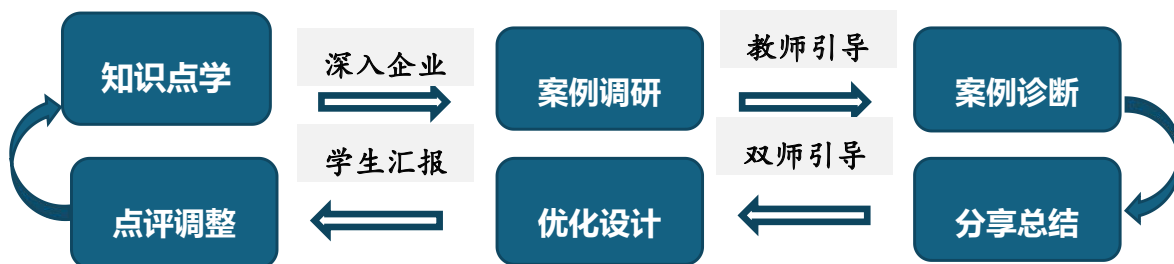 知识点学
深入企业
案例调研
教师引导
案例诊断
点评调整
学生汇报
优化设计
双师引导
分享总结